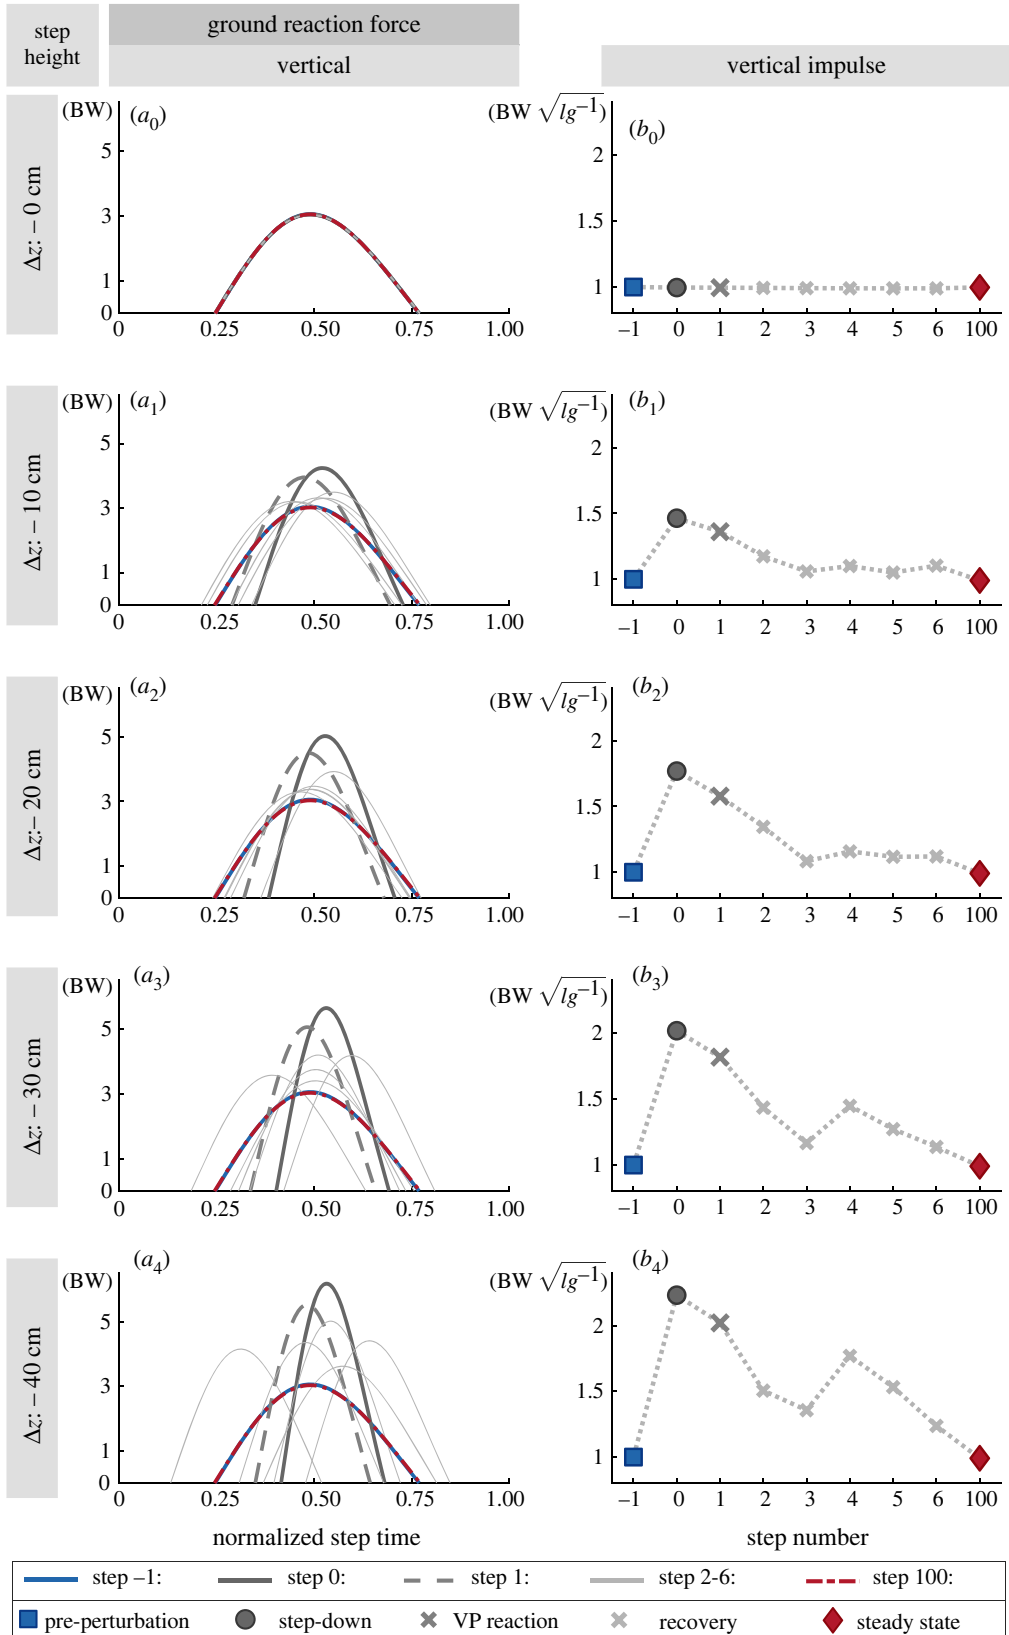 step height
ground reaction force
vertical
vertical impulse
Δz: – 0 cm
(BW)
(a0)
5
3
1
0
0
0.25
0.50
0.75
1.00
(BW √lg–1)
(b0)
2
1.5
1
–1
0
1
2
3
4
5
6
100
Δz: – 10 cm
(BW)
(a1)
5
3
1
0
0
0.25
0.50
0.75
1.00
(BW √lg–1)
(b1)
2
1.5
1
–1
0
1
2
3
4
5
6
100
Δz:– 20 cm
(BW)
(a2)
5
3
1
0
0
0.25
0.50
0.75
1.00
(BW √lg–1)
(b2)
2
1.5
1
–1
0
1
2
3
4
5
6
100
Δz: – 30 cm
(BW)
(a3)
5
3
1
0
0
0.25
0.50
0.75
1.00
(BW √lg–1)
(b3)
2
1.5
1
–1
0
1
2
3
4
5
6
100
Δz: – 40 cm
(BW)
(a4)
5
3
1
0
0
0.25
0.50
0.75
1.00
(BW √lg–1)
(b4)
2
1.5
1
–1
0
1
2
3
4
5
6
100
normalized step time
step number
step –1:
step 0:
step 1:
step 2-6:
step 100:
pre-perturbation
step-down
VP reaction
recovery
steady state